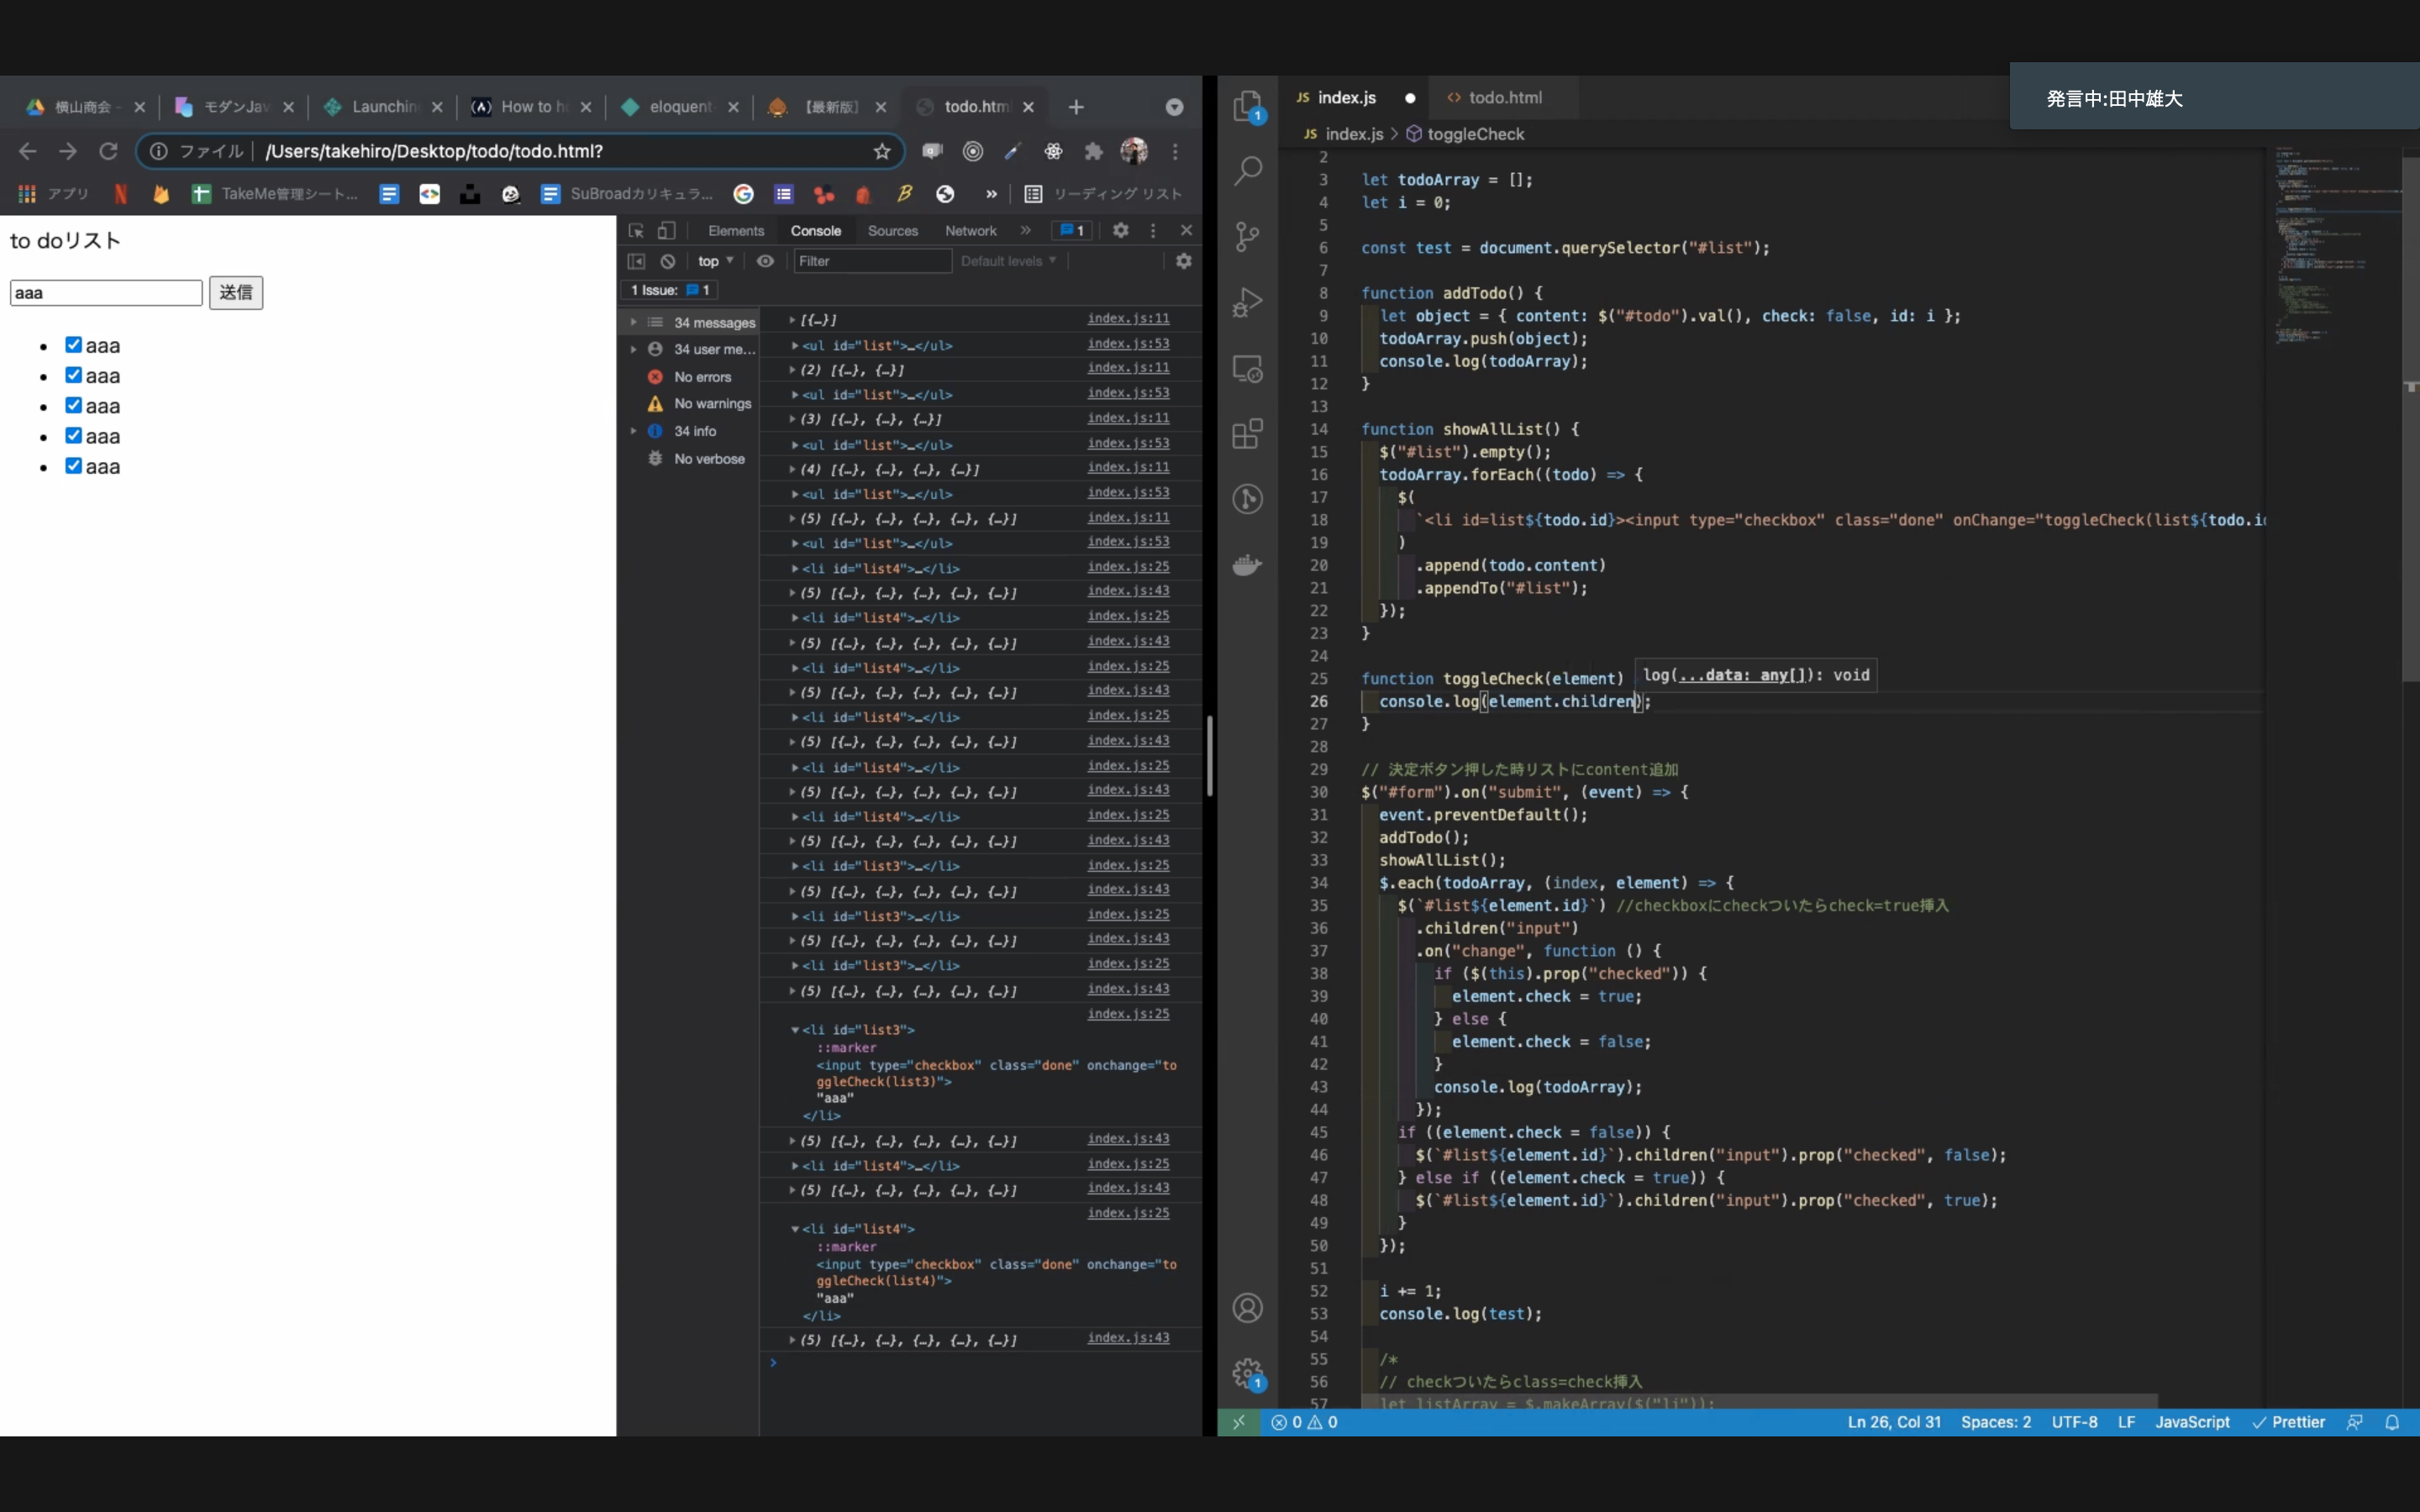 発言中:田中雄大
横山商会 -
モダンJav
Launchin
How to h
eloquent
【最新版】
todo.htm
ファイル
/Users/takehiro/Desktop/todo/todo.html?
アプリ
TakeMe管理シート...
SuBroadカリキュラ...
»
リーディング リスト
to doリスト
aaa
送信
aaa
aaa
aaa
aaa
aaa
Elements
Console
Sources
Network
»
1
top
Filter
Default levels
1 Issue:
1
34 messages
34 user me...
No errors
No warnings
34 info
No verbose
[{…}] index.js:11
<ul id="list">…</ul> index.js:53
(2) [{…}, {…}] index.js:11
<ul id="list">…</ul> index.js:53
(3) [{…}, {…}, {…}] index.js:11
<ul id="list">…</ul> index.js:53
(4) [{…}, {…}, {…}, {…}] index.js:11
<ul id="list">…</ul> index.js:53
(5) [{…}, {…}, {…}, {…}, {…}] index.js:11
<ul id="list">…</ul> index.js:53
<li id="list4">…</li> index.js:25
(5) [{…}, {…}, {…}, {…}, {…}] index.js:43
<li id="list4">…</li> index.js:25
(5) [{…}, {…}, {…}, {…}, {…}] index.js:43
<li id="list4">…</li> index.js:25
(5) [{…}, {…}, {…}, {…}, {…}] index.js:43
<li id="list4">…</li> index.js:25
(5) [{…}, {…}, {…}, {…}, {…}] index.js:43
<li id="list4">…</li> index.js:25
(5) [{…}, {…}, {…}, {…}, {…}] index.js:43
<li id="list4">…</li> index.js:25
(5) [{…}, {…}, {…}, {…}, {…}] index.js:43
<li id="list3">…</li> index.js:25
(5) [{…}, {…}, {…}, {…}, {…}] index.js:43
<li id="list3">…</li> index.js:25
(5) [{…}, {…}, {…}, {…}, {…}] index.js:43
<li id="list3">…</li> index.js:25
(5) [{…}, {…}, {…}, {…}, {…}] index.js:43
index.js:25
<li id="list3">
::marker
<input type="checkbox" class="done" onchange="to
ggleCheck(list3)">
"aaa"
</li>
(5) [{…}, {…}, {…}, {…}, {…}] index.js:43
<li id="list4">…</li> index.js:25
(5) [{…}, {…}, {…}, {…}, {…}] index.js:43
index.js:25
<li id="list4">
::marker
<input type="checkbox" class="done" onchange="to
ggleCheck(list4)">
"aaa"
</li>
(5) [{…}, {…}, {…}, {…}, {…}] index.js:43
>
1
JS index.js
<> todo.html
JS index.js > toggleCheck
2
3 let todoArray = [];
4 let i = 0;
5
6 const test = document.querySelector("#list");
7
8 function addTodo() {
9 let object = { content: $("#todo").val(), check: false, id: i };
10 todoArray.push(object);
11 console.log(todoArray);
12 }
13
14 function showAllList() {
15 $("#list").empty();
16 todoArray.forEach((todo) => {
17 $(
18 `<li id=list${todo.id}><input type="checkbox" class="done" onChange="toggleCheck(list${todo.i
19 )
20 .append(todo.content)
21 .appendTo("#list");
22 });
23 }
24
25 function toggleCheck(element)
log(...data: any[]): void
26 console.log(element.children);
27 }
28
29 // 決定ボタン押した時リストにcontent追加
30 $("#form").on("submit", (event) => {
31 event.preventDefault();
32 addTodo();
33 showAllList();
34 $.each(todoArray, (index, element) => {
35 $(`#list${element.id}`) //checkboxにcheckついたらcheck=true挿入
36 .children("input")
37 .on("change", function () {
38 if ($(this).prop("checked")) {
39 element.check = true;
40 } else {
41 element.check = false;
42 }
43 console.log(todoArray);
44 });
45 if ((element.check = false)) {
46 $(`#list${element.id}`).children("input").prop("checked", false);
47 } else if ((element.check = true)) {
48 $(`#list${element.id}`).children("input").prop("checked", true);
49 }
50 });
51
52 i += 1;
53 console.log(test);
54
55 /*
56 // checkついたらclass=check挿入
57 let listArray = $.makeArray($("li"));
1
0 0
Ln 26, Col 31
Spaces: 2
UTF-8
LF
JavaScript
Prettier